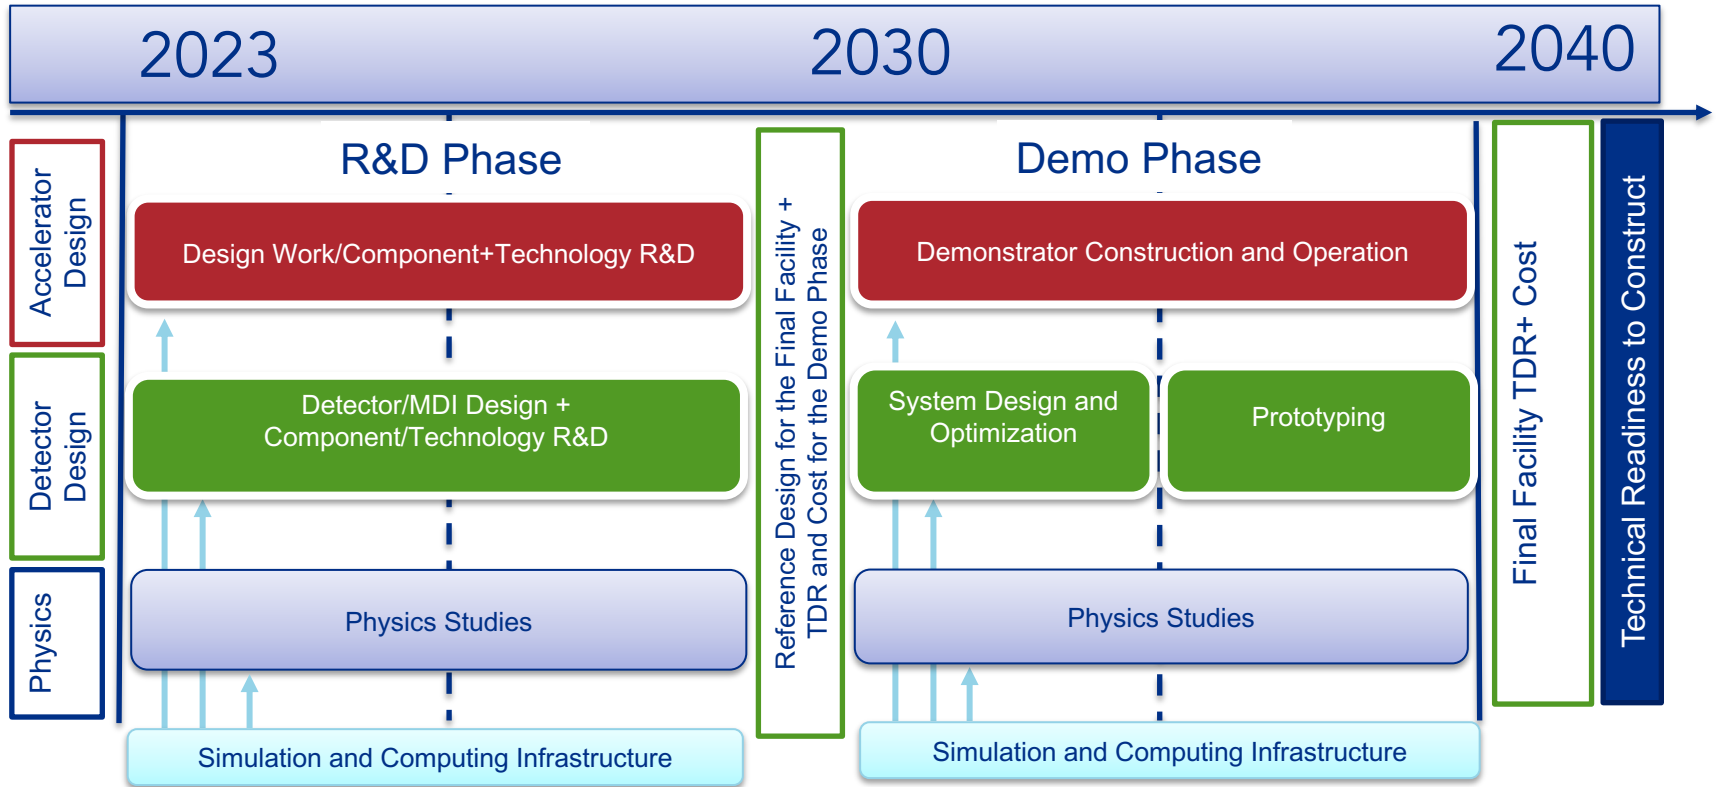 2023
2030
2040
R&D Phase
Demo Phase
Accelerator
Design
Design Work/Component+Technology R&D
Demonstrator Construction and Operation
Detector
Design
Detector/MDI Design +
Component/Technology R&D
System Design and
Optimization
Prototyping
Physics
Physics Studies
Physics Studies
Simulation and Computing Infrastructure
Simulation and Computing Infrastructure
Reference Design for the Final Facility +
TDR and Cost for the Demo Phase
Final Facility TDR+ Cost
Technical Readiness to Construct